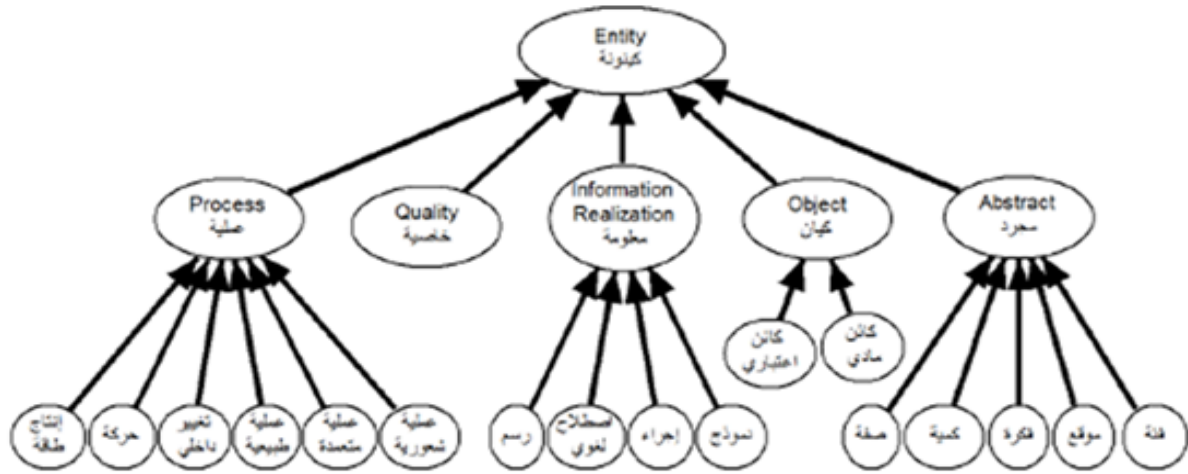 Entity
كينونة
Process
عملية
Quality
خاصية
Information
Realization
معلومة
Object
كيان
Abstract
مجرد
كائن
اعتباري
كائن
مادي
إنتاج
طاقة
حركة
تغيير
داخلي
عملية
طبيعية
عملية
متعمدة
عملية
شعورية
رسم
اصطلاح
لغوي
إجراء
نموذج
صفة
كمية
فكرة
موقع
فئة